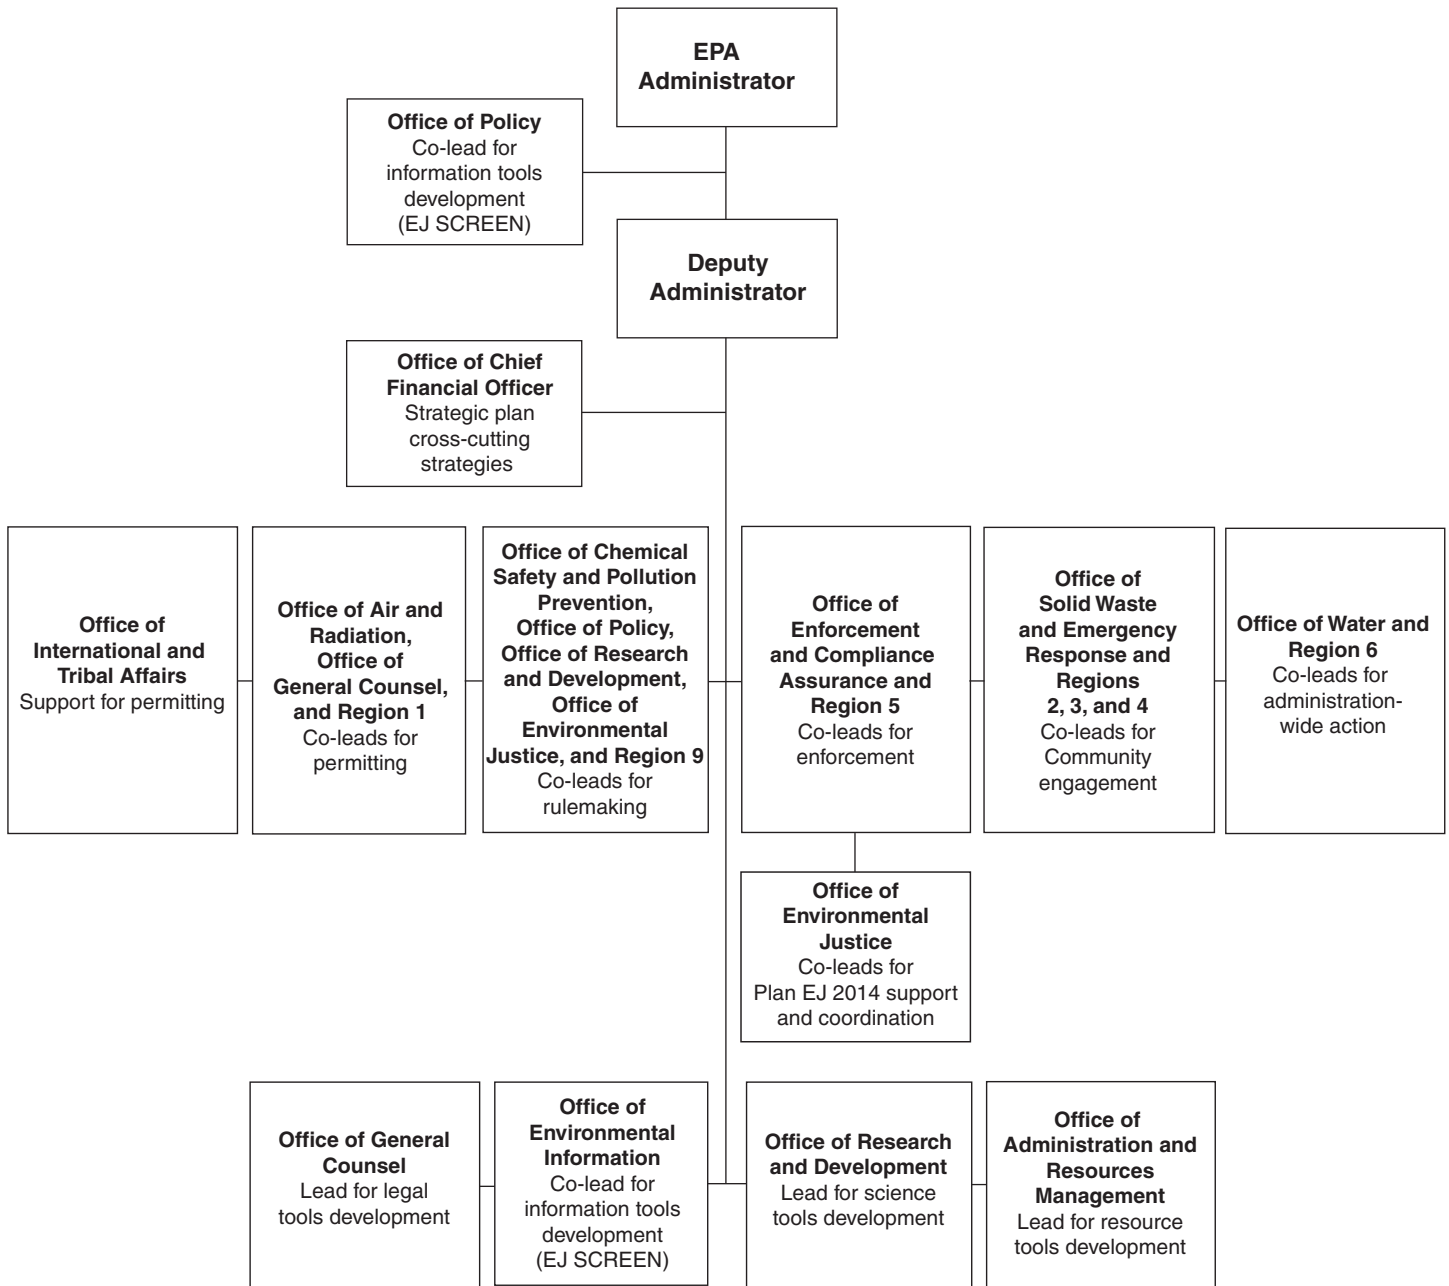 EPA
Administrator
Office of Policy
Co-lead for
information tools
development
(EJ SCREEN)
Deputy
Administrator
Office of Chief
Financial Officer
Strategic plan
cross-cutting
strategies
Office of
International and
Tribal Affairs
Support for permitting
Office of Air and
Radiation,
Office of
General Counsel,
and Region 1
Co-leads for
permitting
Office of Chemical
Safety and Pollution
Prevention,
Office of Policy,
Office of Research
and Development,
Office of
Environmental
Justice, and Region 9
Co-leads for
rulemaking
Office of
Enforcement
and Compliance
Assurance and
Region 5
Co-leads for
enforcement
Office of
Solid Waste
and Emergency
Response and
Regions
2, 3, and 4
Co-leads for
Community
engagement
Office of Water and
Region 6
Co-leads for
administration-
wide action
Office of
Environmental
Justice
Co-leads for
Plan EJ 2014 support
and coordination
Office of General
Counsel
Lead for legal
tools development
Office of
Environmental
Information
Co-lead for
information tools
development
(EJ SCREEN)
Office of Research
and Development
Lead for science
tools development
Office of
Administration and
Resources
Management
Lead for resource
tools development